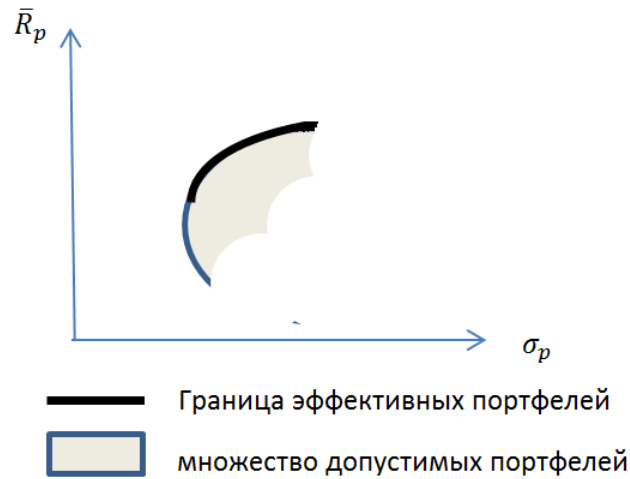 R̄ₚ
σₚ
Граница эффективных портфелей
множество допустимых портфелей